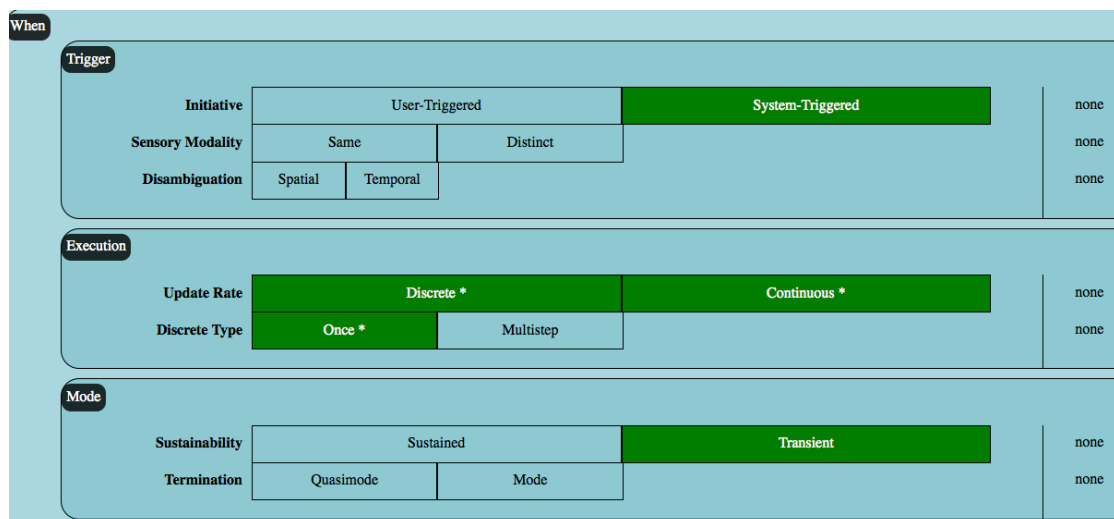 When
Trigger
Initiative User-Triggered System-Triggered none
Sensory Modality Same Distinct none
Disambiguation Spatial Temporal none
Execution
Update Rate Discrete * Continuous * none
Discrete Type Once * Multistep none
Mode
Sustainability Sustained Transient none
Termination Quasimode Mode none